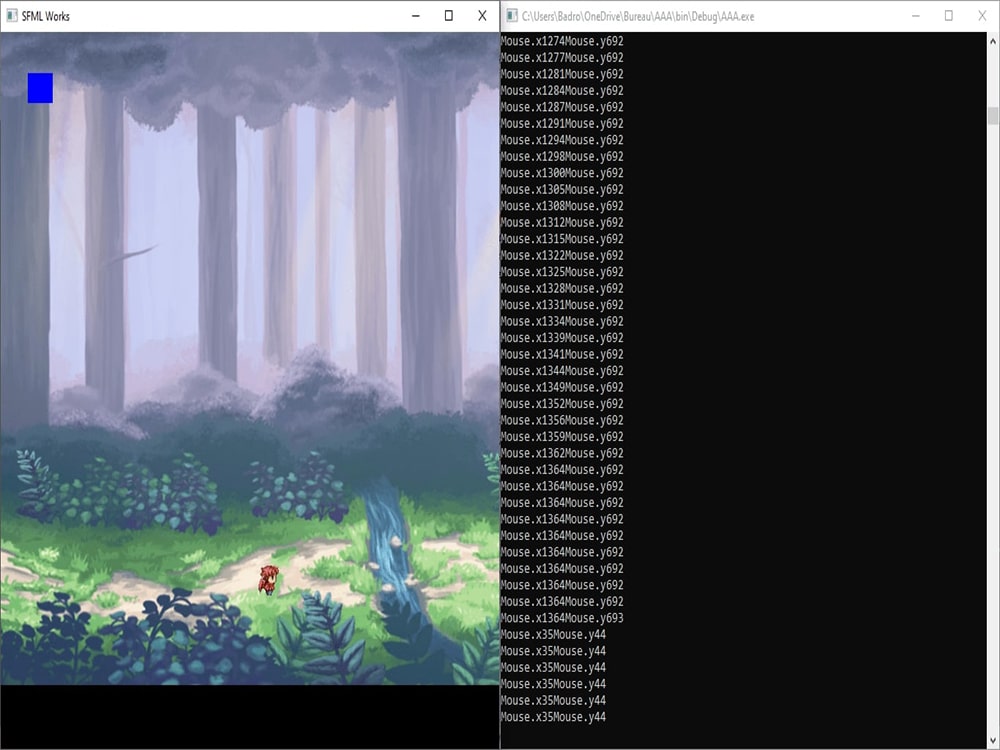 SFML Works
C:\Users\Badro\OneDrive\Bureau\AAA\bin\Debug\AAA.exe
Mouse.x1274Mouse.y692
Mouse.x1277Mouse.y692
Mouse.x1281Mouse.y692
Mouse.x1284Mouse.y692
Mouse.x1287Mouse.y692
Mouse.x1291Mouse.y692
Mouse.x1294Mouse.y692
Mouse.x1298Mouse.y692
Mouse.x1300Mouse.y692
Mouse.x1305Mouse.y692
Mouse.x1308Mouse.y692
Mouse.x1312Mouse.y692
Mouse.x1315Mouse.y692
Mouse.x1322Mouse.y692
Mouse.x1325Mouse.y692
Mouse.x1328Mouse.y692
Mouse.x1331Mouse.y692
Mouse.x1334Mouse.y692
Mouse.x1339Mouse.y692
Mouse.x1341Mouse.y692
Mouse.x1344Mouse.y692
Mouse.x1349Mouse.y692
Mouse.x1352Mouse.y692
Mouse.x1356Mouse.y692
Mouse.x1359Mouse.y692
Mouse.x1362Mouse.y692
Mouse.x1364Mouse.y692
Mouse.x1364Mouse.y692
Mouse.x1364Mouse.y692
Mouse.x1364Mouse.y692
Mouse.x1364Mouse.y692
Mouse.x1364Mouse.y692
Mouse.x1364Mouse.y692
Mouse.x1364Mouse.y692
Mouse.x1364Mouse.y692
Mouse.x1364Mouse.y693
Mouse.x35Mouse.y44
Mouse.x35Mouse.y44
Mouse.x35Mouse.y44
Mouse.x35Mouse.y44
Mouse.x35Mouse.y44
Mouse.x35Mouse.y44